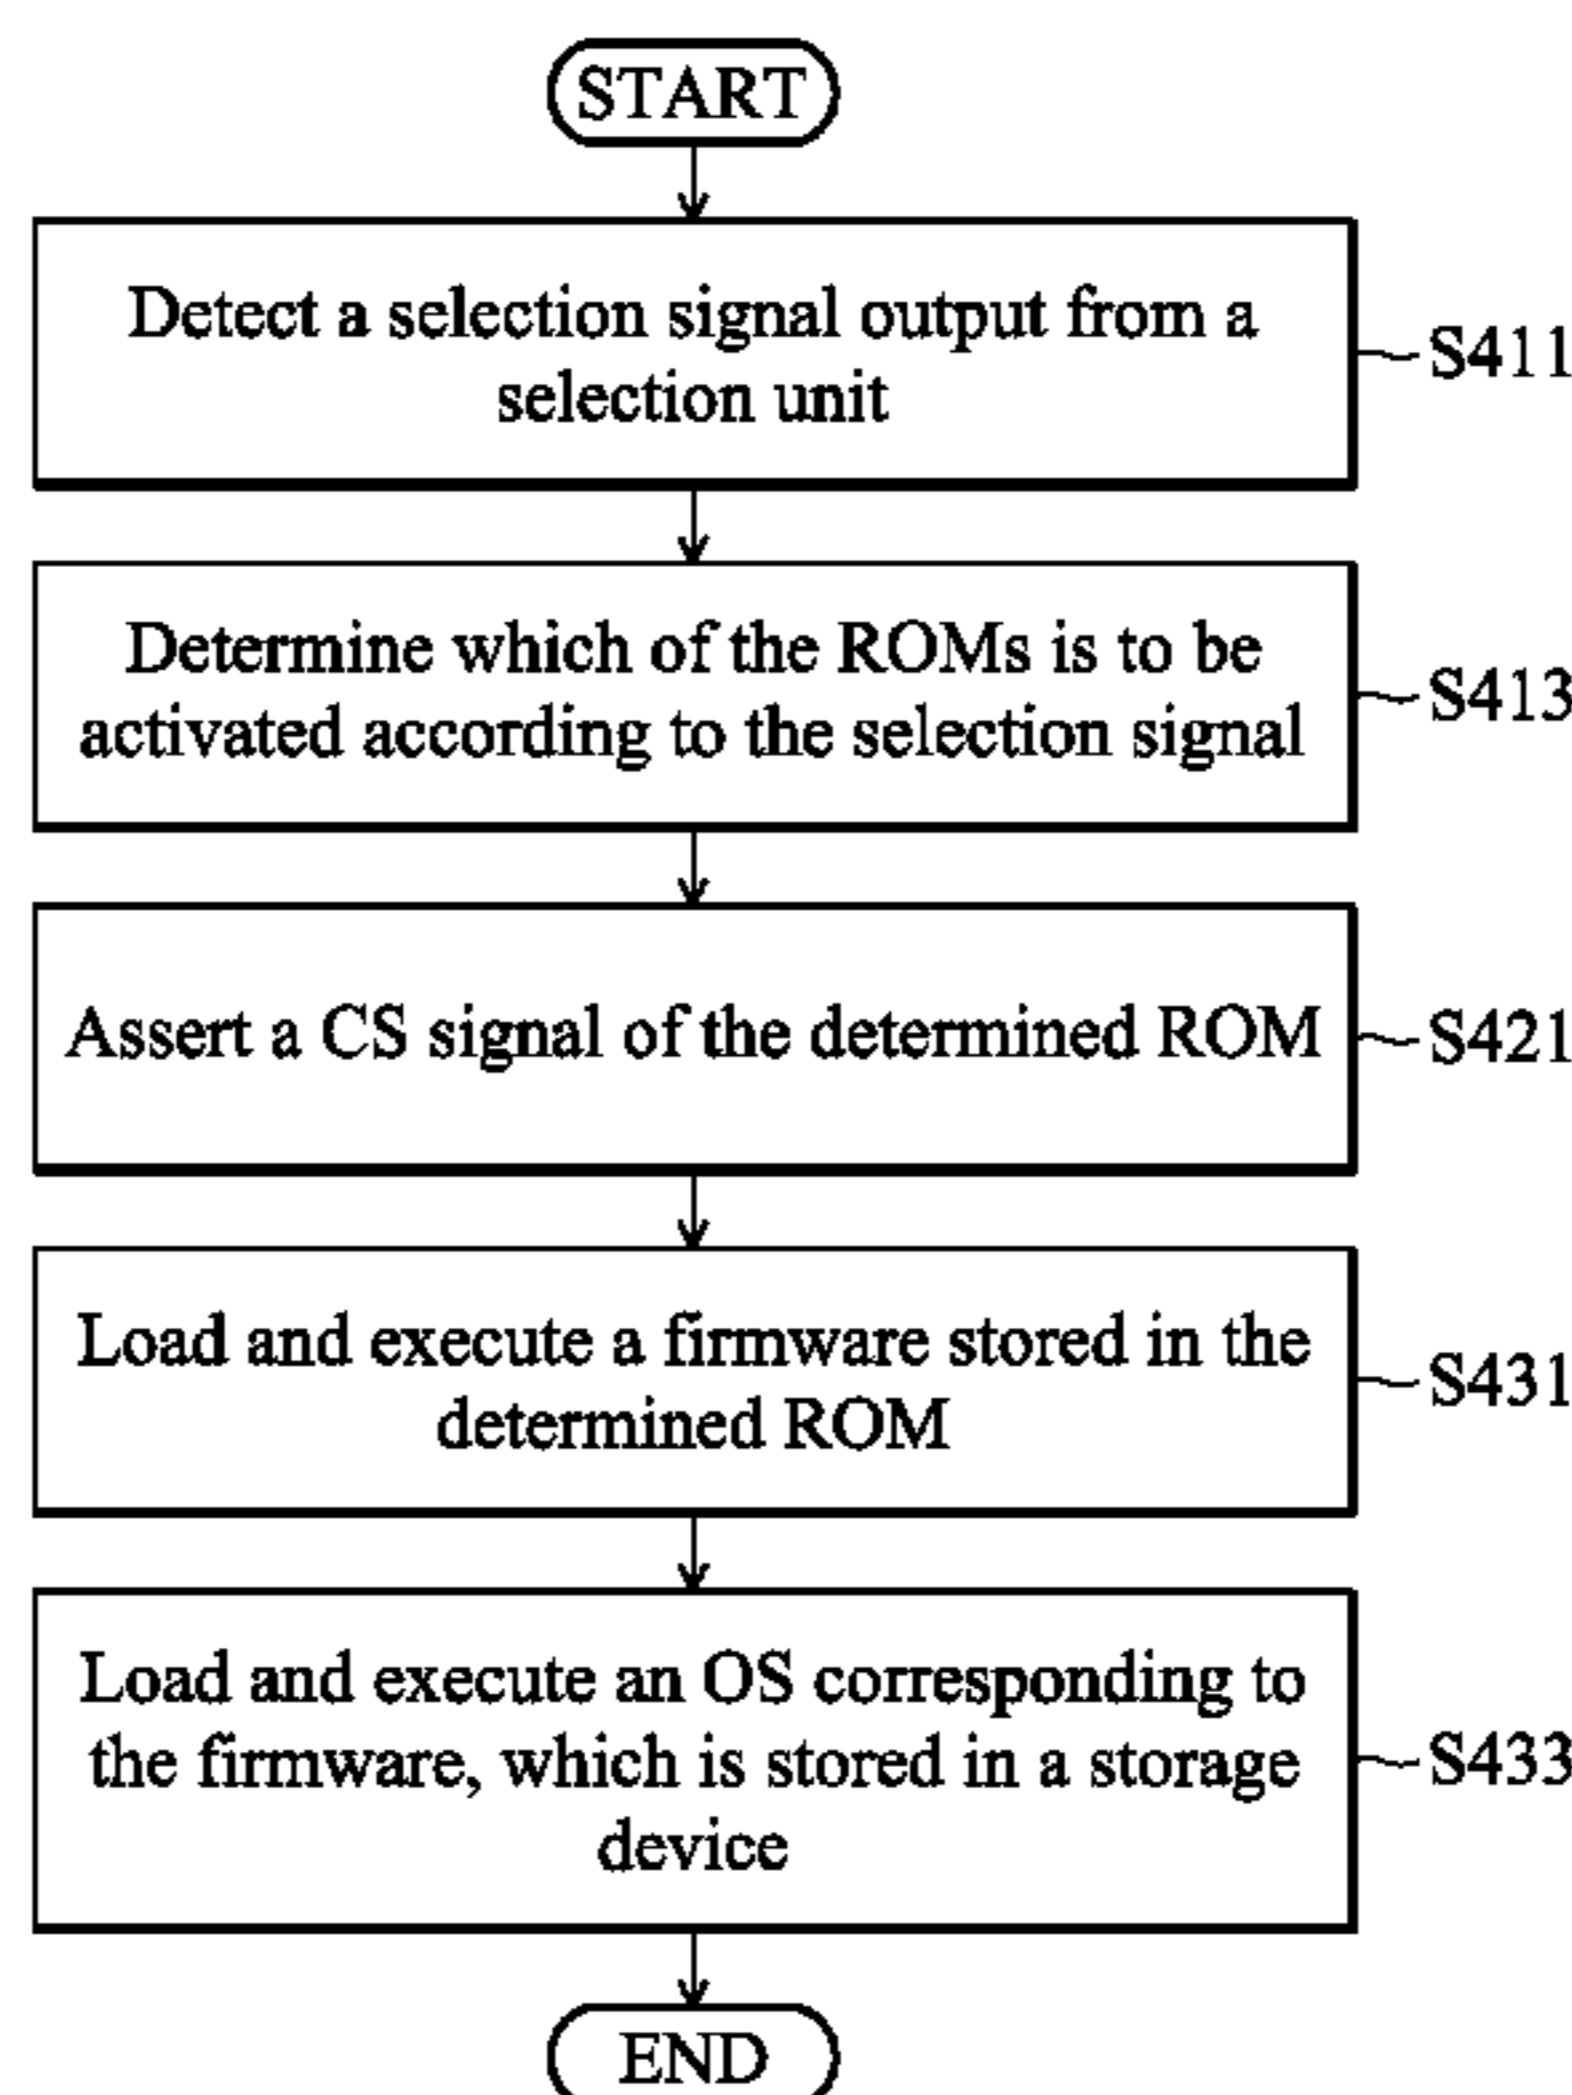 START
Detect a selection signal output from a
selection unit
S411
Determine which of the ROMs is to be
activated according to the selection signal
S413
Assert a CS signal of the determined ROM
S421
Load and execute a firmware stored in the
determined ROM
S431
Load and execute an OS corresponding to
the firmware, which is stored in a storage
device
S433
END